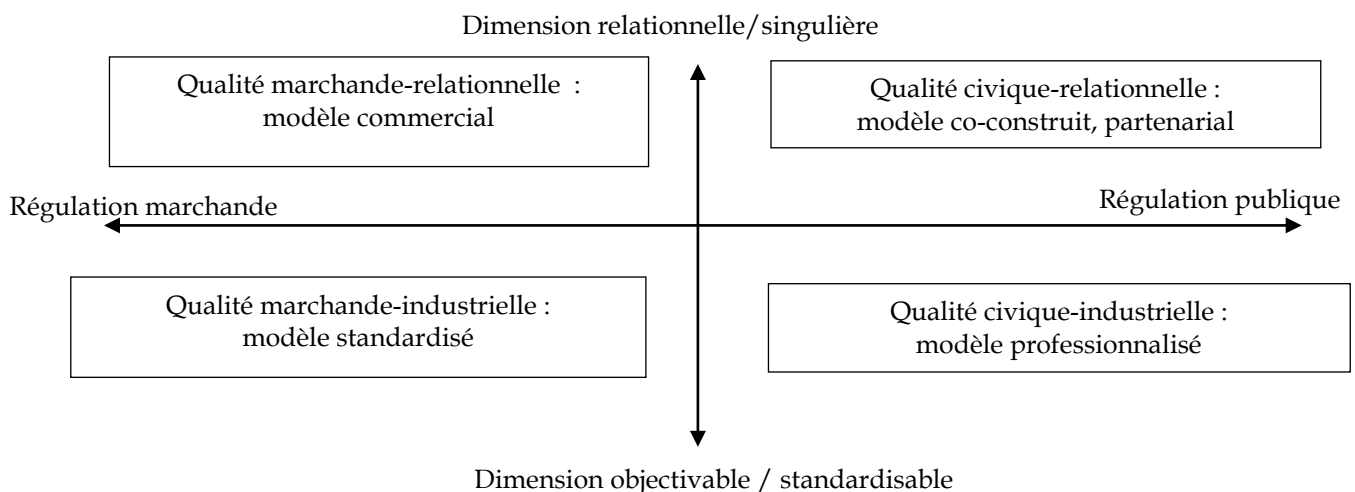 Dimension relationnelle/singulière
Qualité marchande-relationnelle :
modèle commercial
Qualité civique-relationnelle :
modèle co-construit, partenarial
Régulation marchande
Régulation publique
Qualité marchande-industrielle :
modèle standardisé
Qualité civique-industrielle :
modèle professionnalisé
Dimension objectivable / standardisable